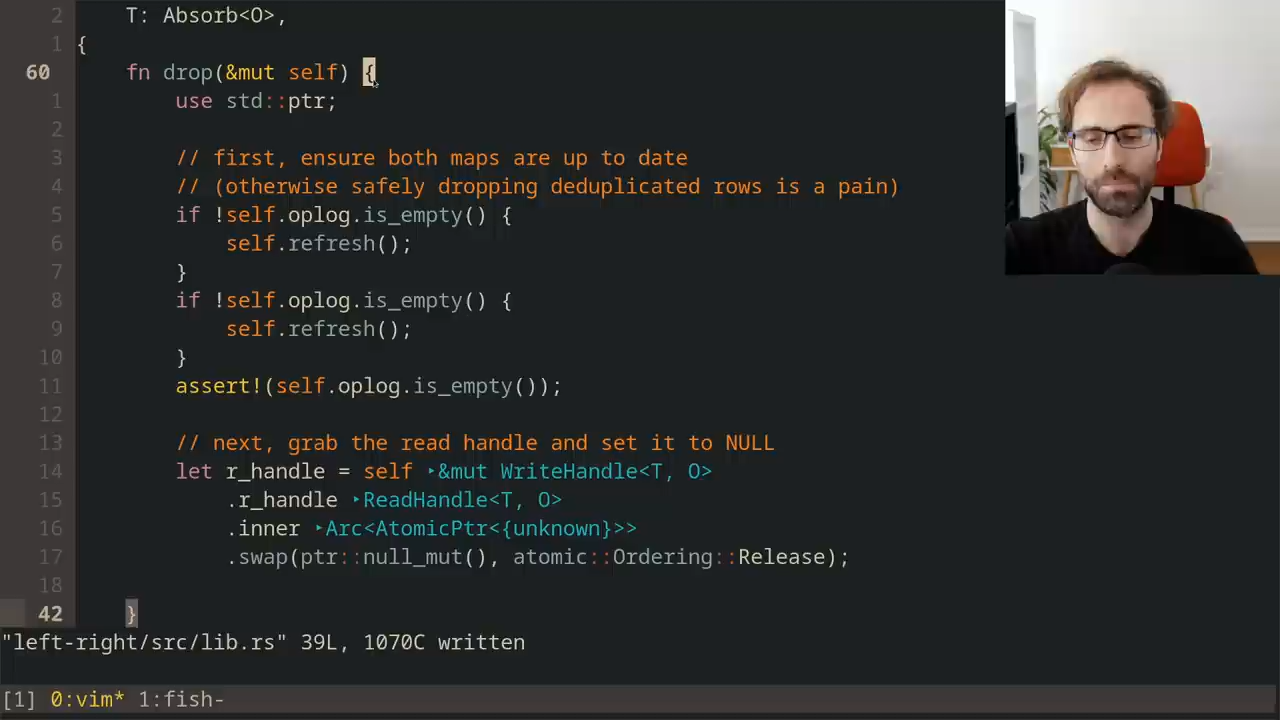 2     T: Absorb<O>,
1 {
60     fn drop(&mut self) {
1         use std::ptr;
2
3         // first, ensure both maps are up to date
4         // (otherwise safely dropping deduplicated rows is a pain)
5         if !self.oplog.is_empty() {
6             self.refresh();
7         }
8         if !self.oplog.is_empty() {
9             self.refresh();
10         }
11         assert!(self.oplog.is_empty());
12
13         // next, grab the read handle and set it to NULL
14         let r_handle = self ‣&mut WriteHandle<T, O>
15             .r_handle ‣ReadHandle<T, O>
16             .inner ‣Arc<AtomicPtr<{unknown}>>
17             .swap(ptr::null_mut(), atomic::Ordering::Release);
18
42     }
"left-right/src/lib.rs" 39L, 1070C written
[1] 0:vim* 1:fish-